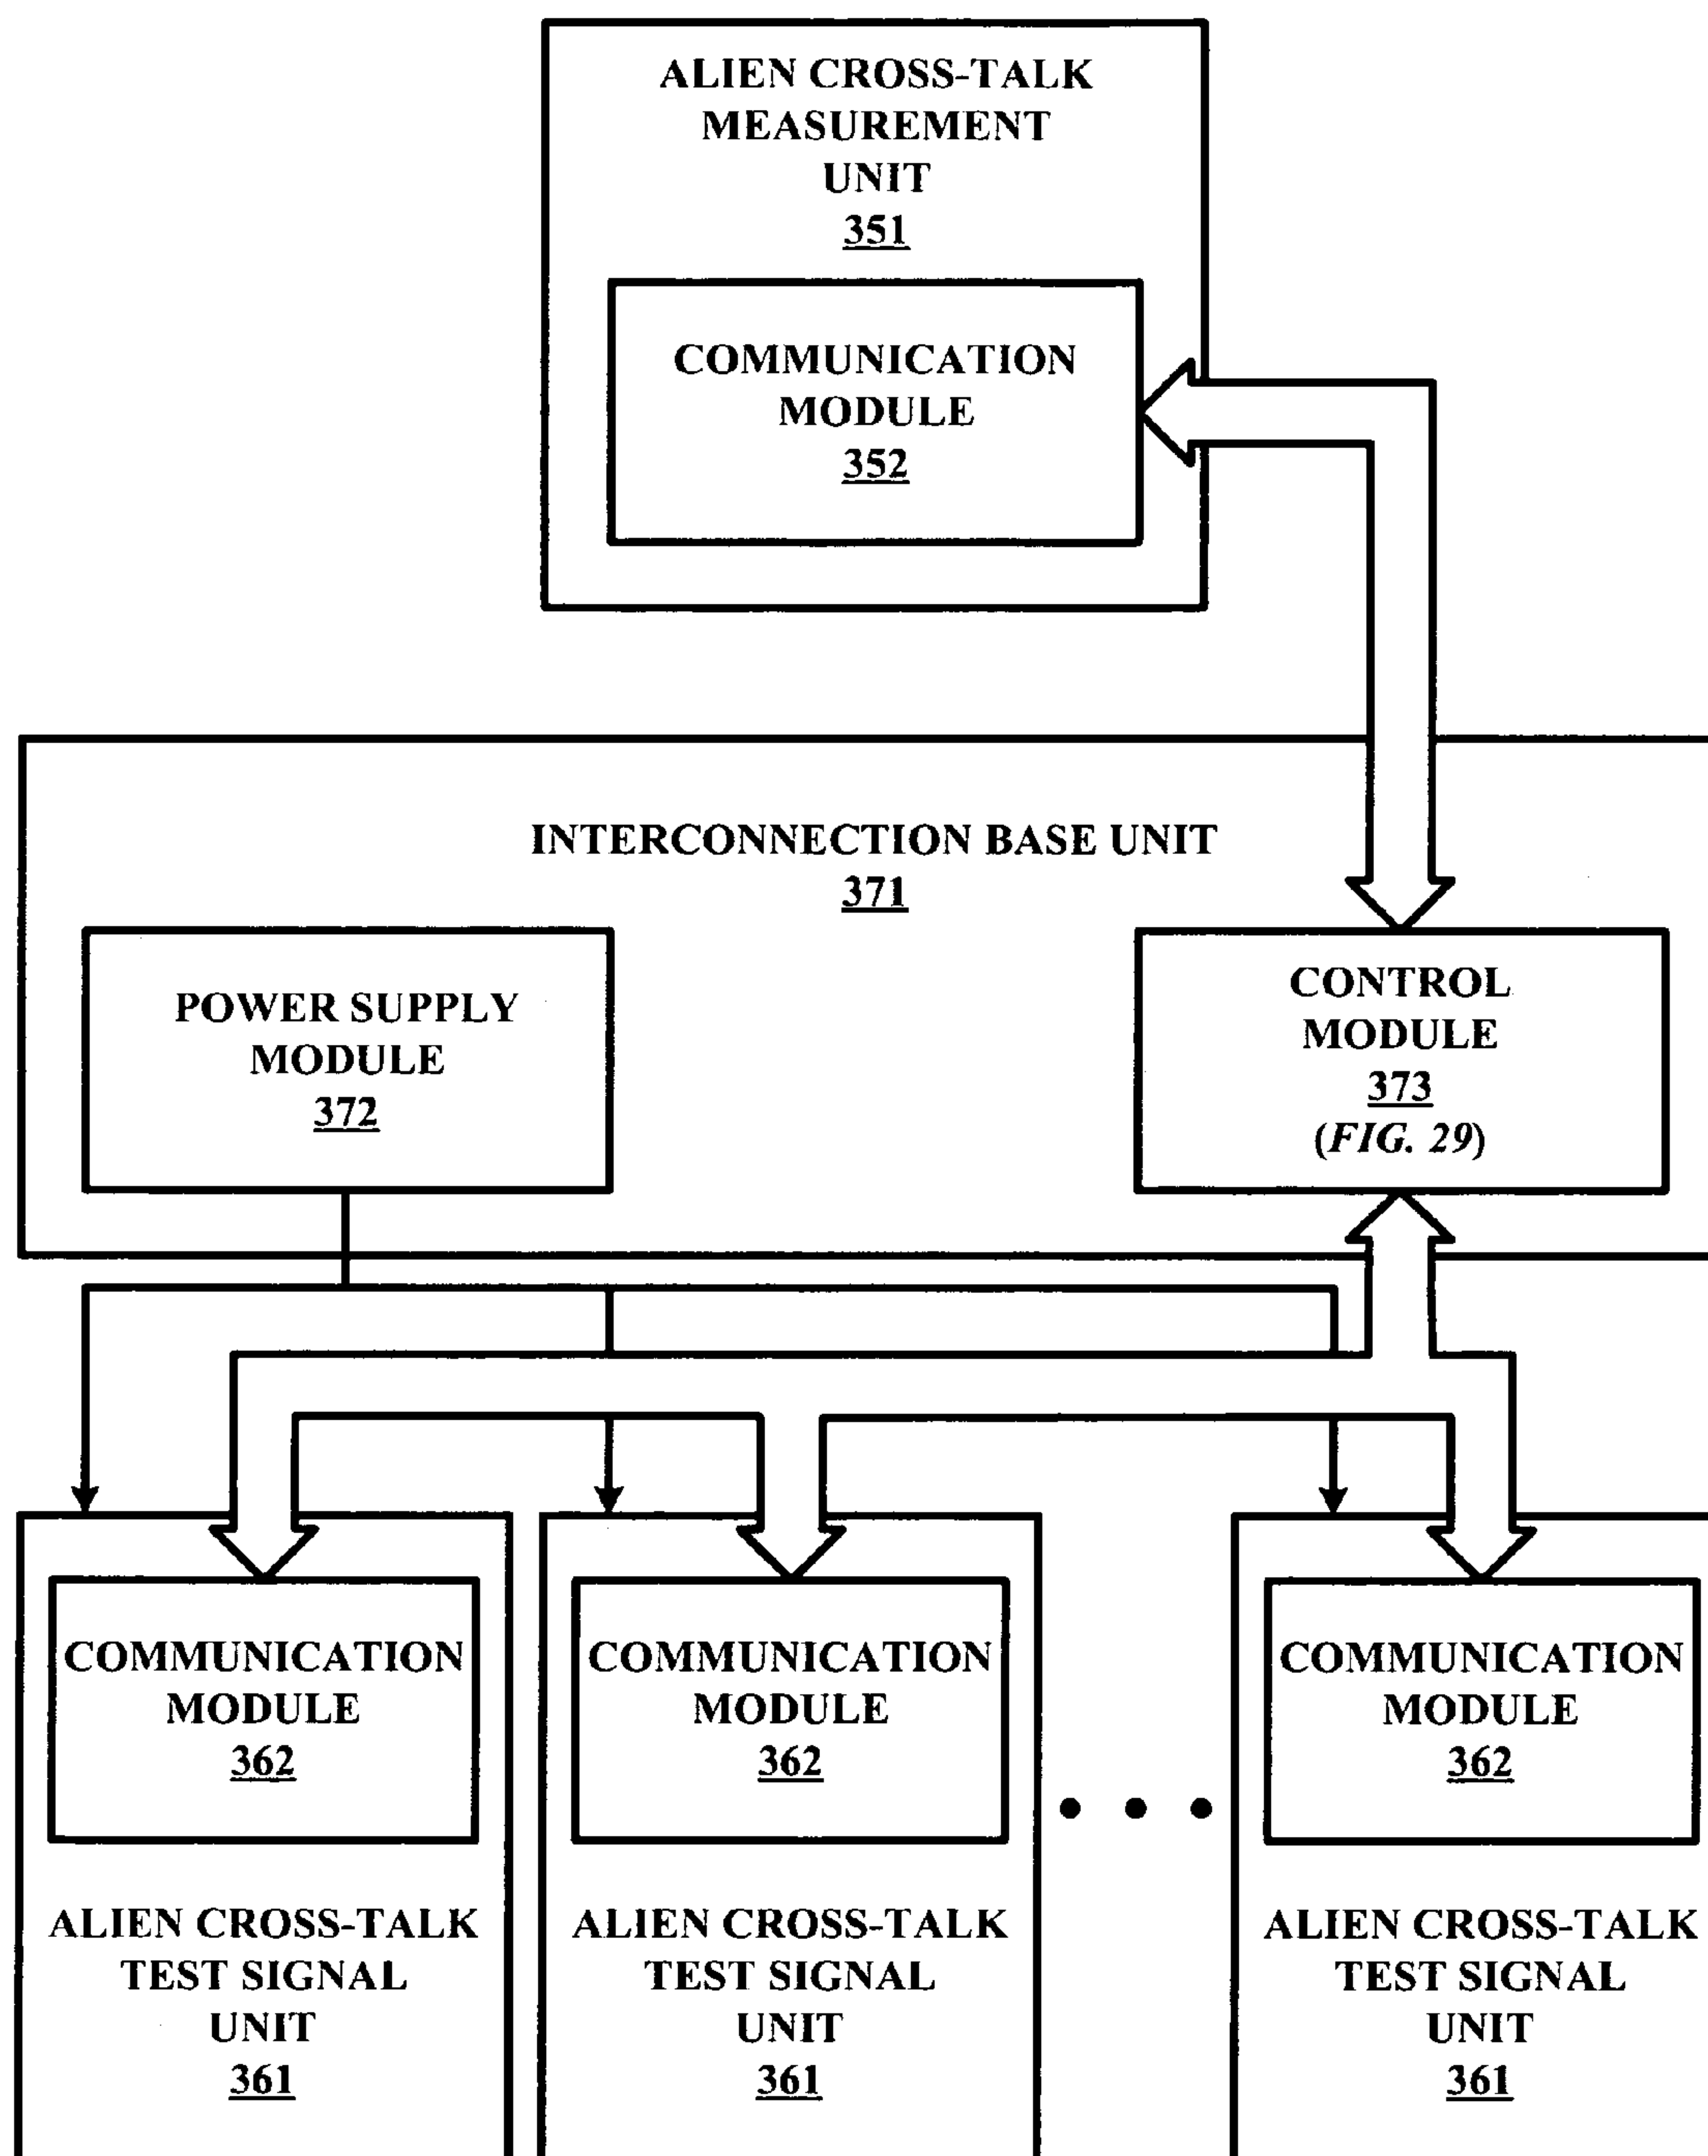 ALIEN CROSS-TALK
MEASUREMENT
UNIT
351
COMMUNICATION
MODULE
352
INTERCONNECTION BASE UNIT
371
POWER SUPPLY
MODULE
372
CONTROL
MODULE
373
(FIG. 29)
COMMUNICATION
MODULE
362
ALIEN CROSS-TALK
TEST SIGNAL
UNIT
361
COMMUNICATION
MODULE
362
ALIEN CROSS-TALK
TEST SIGNAL
UNIT
361
COMMUNICATION
MODULE
362
ALIEN CROSS-TALK
TEST SIGNAL
UNIT
361